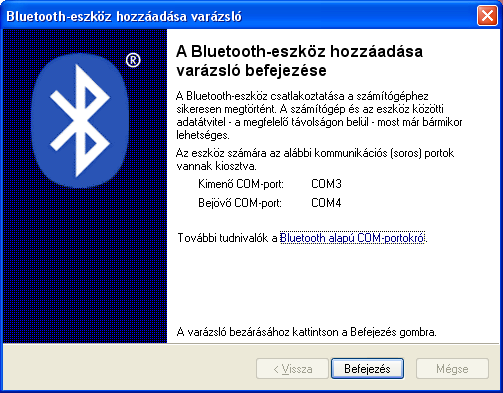 Bluetooth-eszköz hozzáadása varázsló
®
A Bluetooth-eszköz hozzáadása
varázsló befejezése
A Bluetooth-eszköz csatlakoztatása a számítógéphez
sikeresen megtörtént. A számítógép és az eszköz közötti
adatátvitel - a megfelelő távolságon belül - most már bármikor
lehetséges.
Az eszköz számára az alábbi kommunikációs (soros) portok
vannak kiosztva.
Kimenő COM-port: COM3
Bejövő COM-port: COM4
További tudnivalók a Bluetooth alapú COM-portokról.
A varázsló bezárásához kattintson a Befejezés gombra.
< Vissza Befejezés Mégse